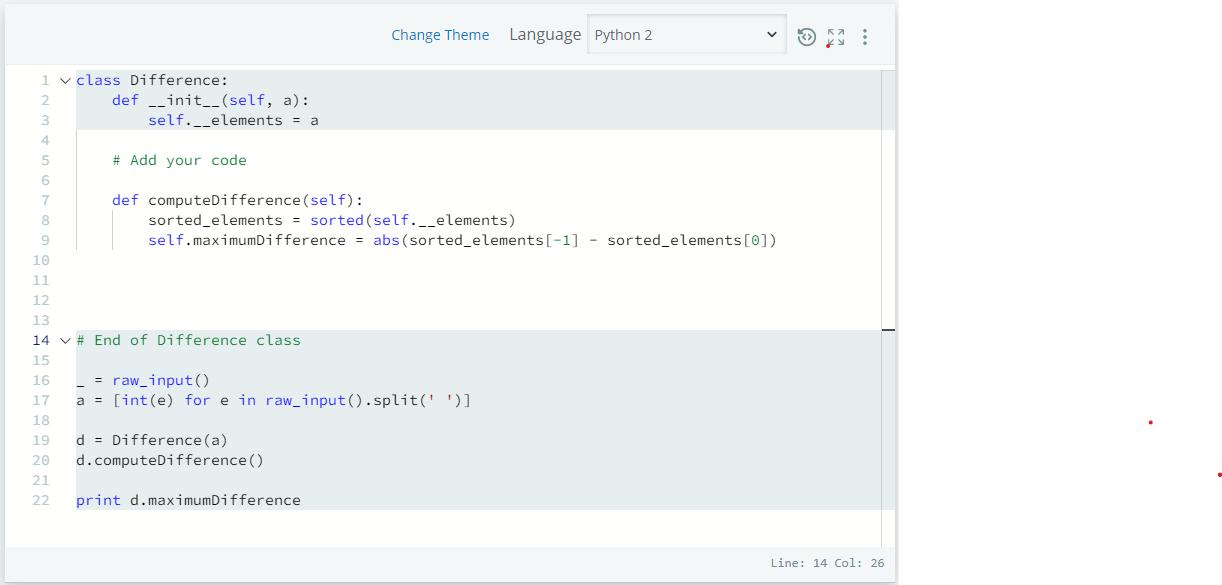 Change Theme Language Python 2
1 class Difference:
2     def __init__(self, a):
3         self.__elements = a
4
5     # Add your code
6
7     def computeDifference(self):
8         sorted_elements = sorted(self.__elements)
9         self.maximumDifference = abs(sorted_elements[-1] - sorted_elements[0])
10
11
12
13
14 # End of Difference class
15
16 _ = raw_input()
17 a = [int(e) for e in raw_input().split(' ')]
18
19 d = Difference(a)
20 d.computeDifference()
21
22 print d.maximumDifference
Line: 14 Col: 26